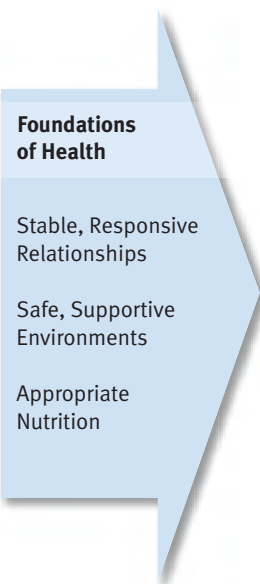 Foundations
of Health
Stable, Responsive
Relationships
Safe, Supportive
Environments
Appropriate
Nutrition